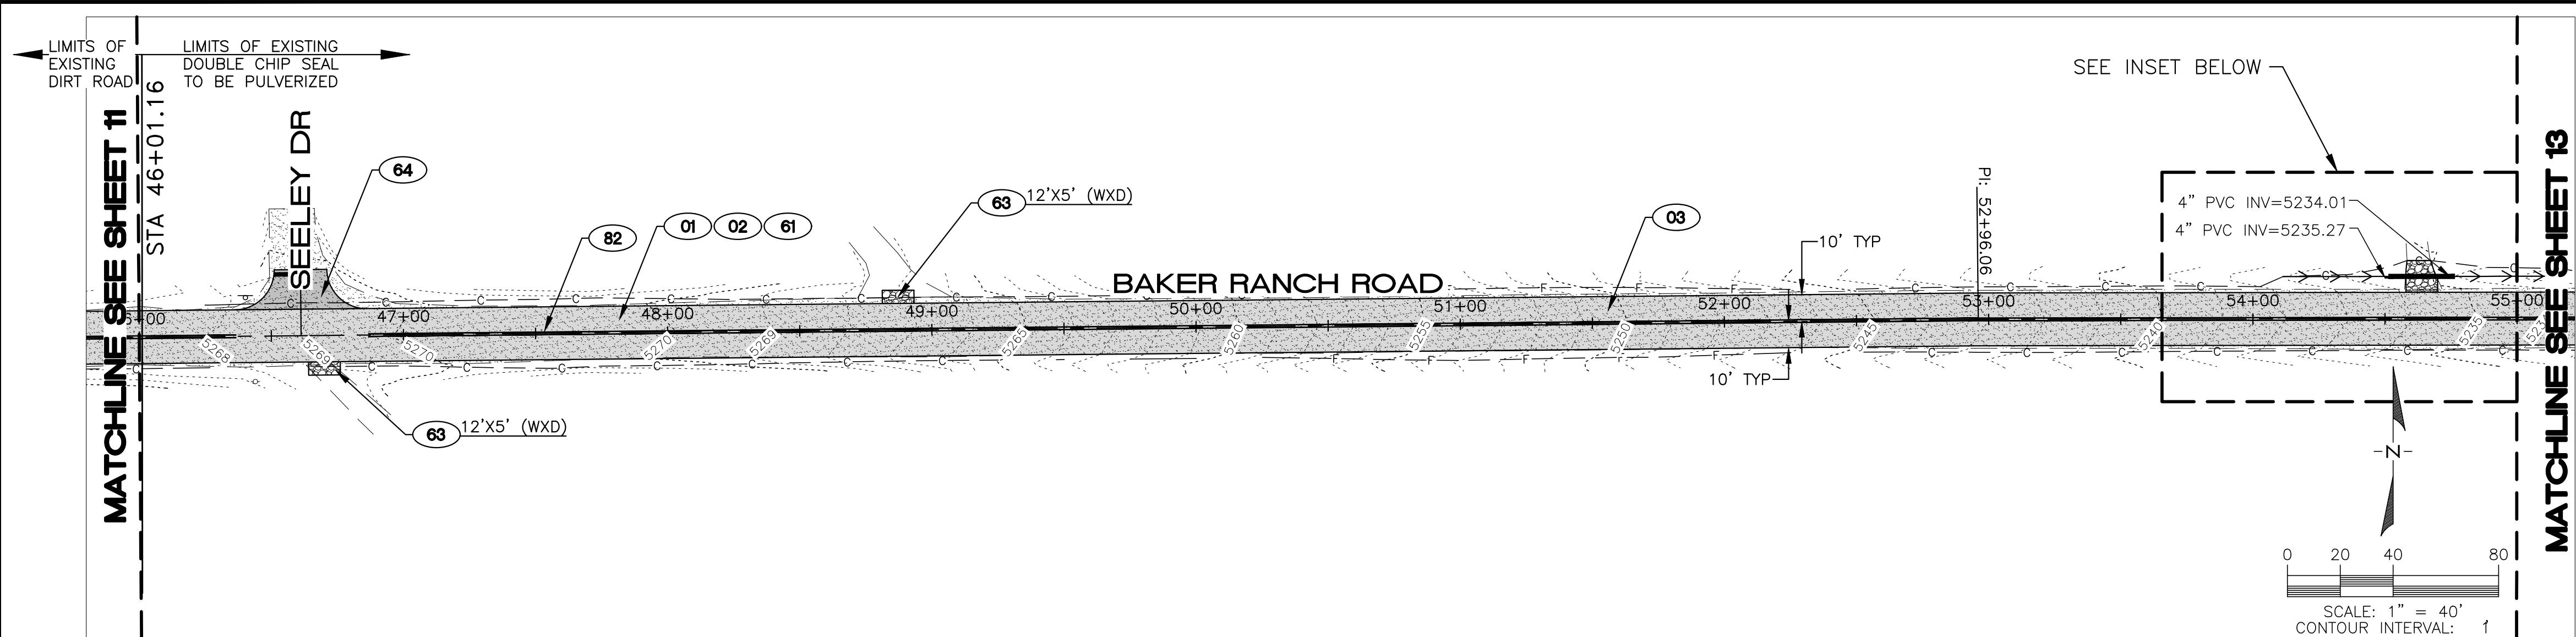 LIMITS OF
EXISTING
DIRT ROAD
LIMITS OF EXISTING
DOUBLE CHIP SEAL
TO BE PULVERIZED
MATCHLINE SEE SHEET 11
STA 46+01.16
SEELEY DR
64
82
01 02 61
63 12'X5' (WXD)
63 12'X5' (WXD)
BAKER RANCH ROAD
03
10' TYP
10' TYP
PI: 52+96.06
SEE INSET BELOW
4" PVC INV=5234.01
4" PVC INV=5235.27
47+00
48+00
49+00
50+00
51+00
52+00
53+00
54+00
55+00
5268
5269
5270
5270
5269
5265
5260
5255
5250
5245
5240
5235
C
F
-N-
0 20 40 80
SCALE: 1" = 40'
CONTOUR INTERVAL: 1'
MATCHLINE SEE SHEET 13